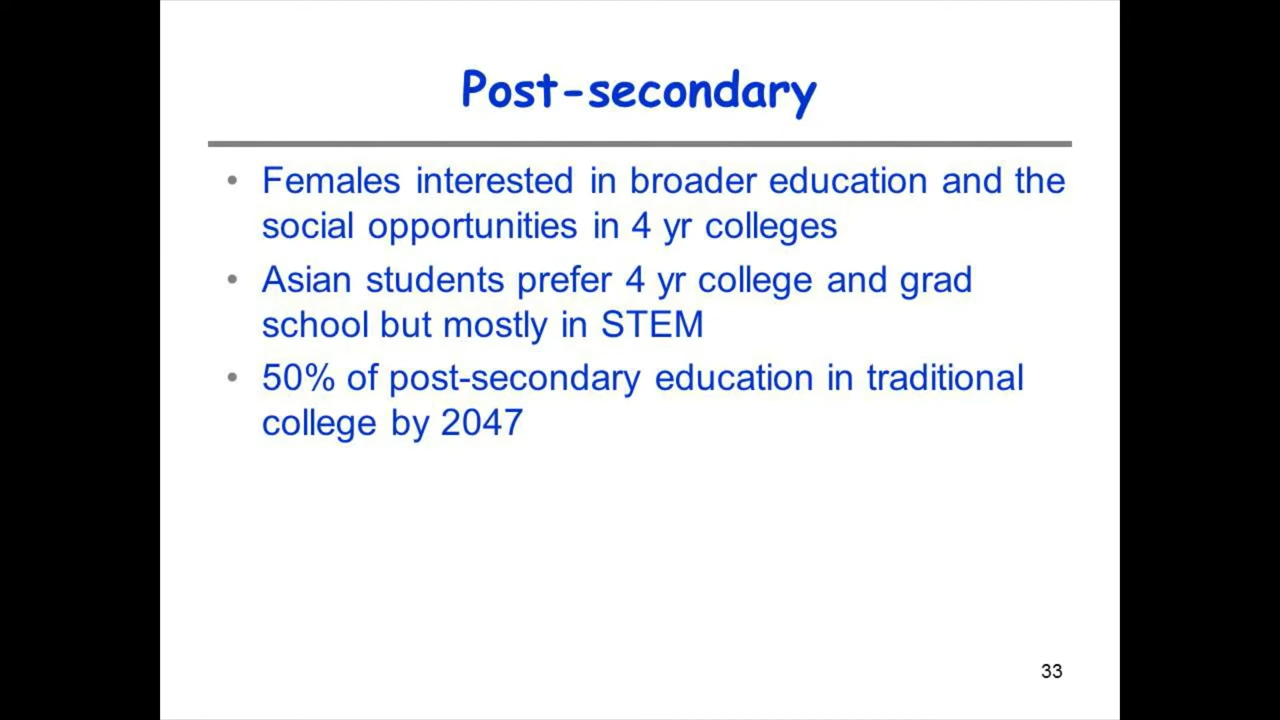 Post-secondary
• Females interested in broader education and the
social opportunities in 4 yr colleges
• Asian students prefer 4 yr college and grad
school but mostly in STEM
• 50% of post-secondary education in traditional
college by 2047
33